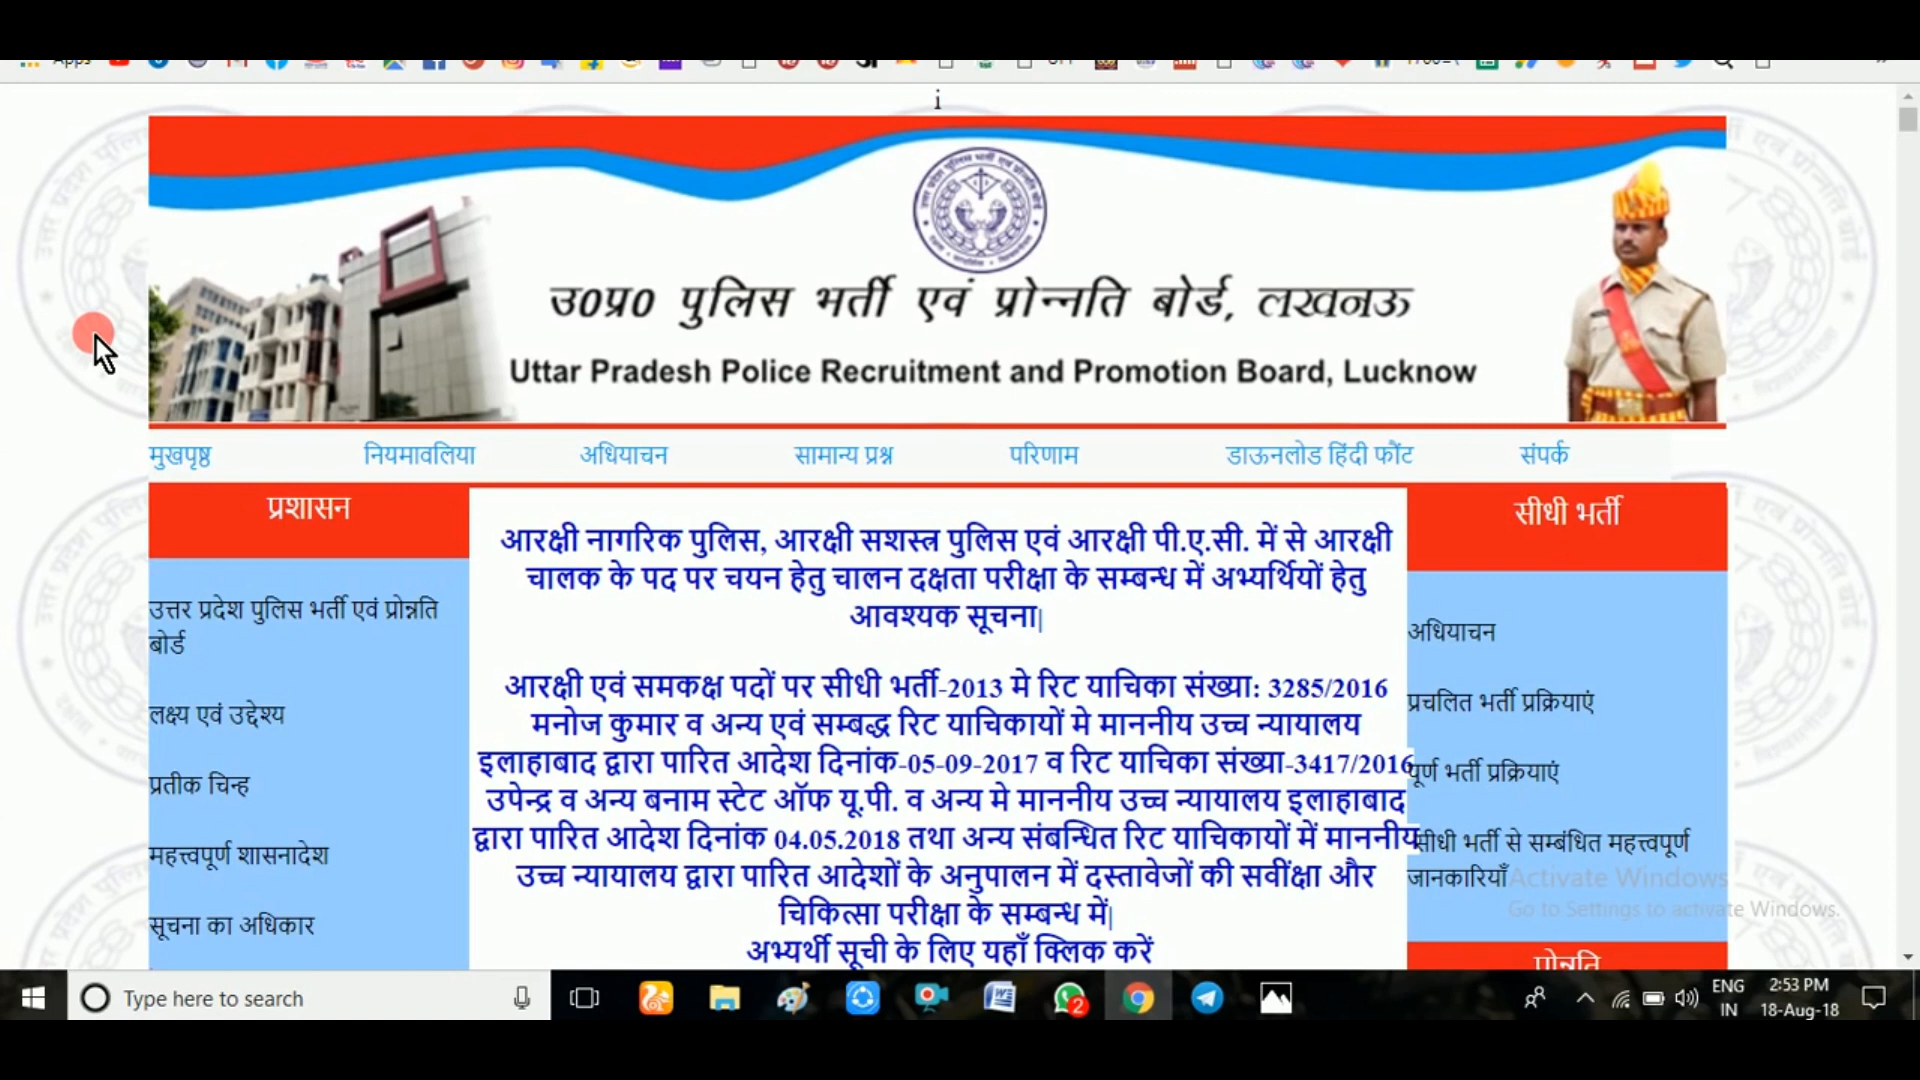 Apps
i
उ0प्र0 पुलिस भर्ती एवं प्रोन्नति बोर्ड, लखनऊ
Uttar Pradesh Police Recruitment and Promotion Board, Lucknow
मुखपृष्ठ नियमावलिया अधियाचन सामान्य प्रश्न परिणाम डाऊनलोड हिंदी फौंट संपर्क
प्रशासन
उत्तर प्रदेश पुलिस भर्ती एवं प्रोन्नति
बोर्ड
लक्ष्य एवं उद्देश्य
प्रतीक चिन्ह
महत्त्वपूर्ण शासनादेश
सूचना का अधिकार
आरक्षी नागरिक पुलिस, आरक्षी सशस्त्र पुलिस एवं आरक्षी पी.ए.सी. में से आरक्षी
चालक के पद पर चयन हेतु चालन दक्षता परीक्षा के सम्बन्ध में अभ्यर्थियों हेतु
आवश्यक सूचना|
आरक्षी एवं समकक्ष पदों पर सीधी भर्ती-2013 मे रिट याचिका संख्या: 3285/2016
मनोज कुमार व अन्य एवं सम्बद्ध रिट याचिकायों मे माननीय उच्च न्यायालय
इलाहाबाद द्वारा पारित आदेश दिनांक-05-09-2017 व रिट याचिका संख्या-3417/2016
उपेन्द्र व अन्य बनाम स्टेट ऑफ यू.पी. व अन्य मे माननीय उच्च न्यायालय इलाहाबाद
द्वारा पारित आदेश दिनांक 04.05.2018 तथा अन्य संबन्धित रिट याचिकायों में माननीय
उच्च न्यायालय द्वारा पारित आदेशों के अनुपालन में दस्तावेजों की सवींक्षा और
चिकित्सा परीक्षा के सम्बन्ध में|
अभ्यर्थी सूची के लिए यहाँ क्लिक करें
सीधी भर्ती
अधियाचन
प्रचलित भर्ती प्रक्रियाएं
पूर्ण भर्ती प्रक्रियाएं
सीधी भर्ती से सम्बंधित महत्त्वपूर्ण
जानकारियाँ
प्रोन्नति
Activate Windows
Go to Settings to activate Windows.
Type here to search
2
ENG
IN
2:53 PM
18-Aug-18